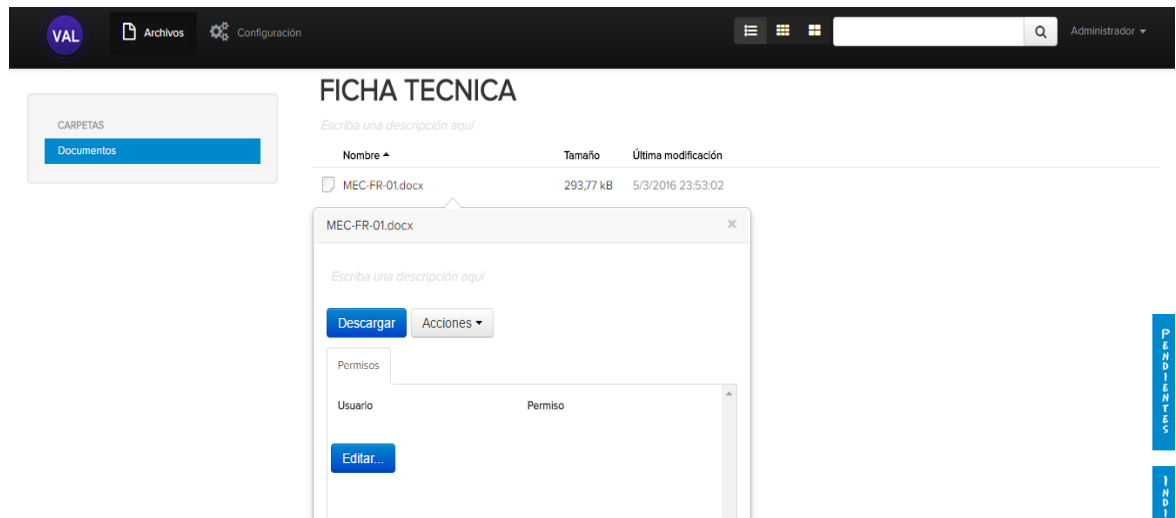 VAL
Archivos
Configuración
Administrador
FICHA TECNICA
CARPETAS
Escriba una descripción aquí
Documentos
Nombre Tamaño Última modificación
MEC-FR-01.docx 293,77 kB 5/3/2016 23:53:02
MEC-FR-01.docx ×
Escriba una descripción aquí
Descargar Acciones
Permisos
Usuario Permiso
Editar...
PENDIENTES
INDI